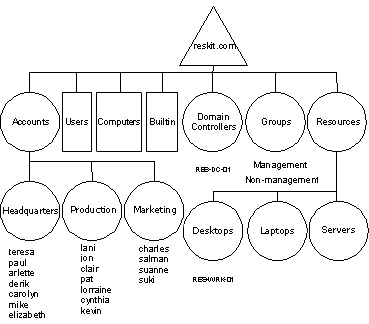 reskit.com
Accounts
Users
Computers
Builtin
Domain
Controllers
Groups
Resources
RES-DC-01
Management
Non-management
Headquarters
Production
Marketing
Desktops
Laptops
Servers
teresa
paul
arlette
derik
carolyn
mike
elizabeth
lani
jon
clair
pat
lorraine
cynthia
kevin
charles
salman
suanne
suki
RES-WRK-01